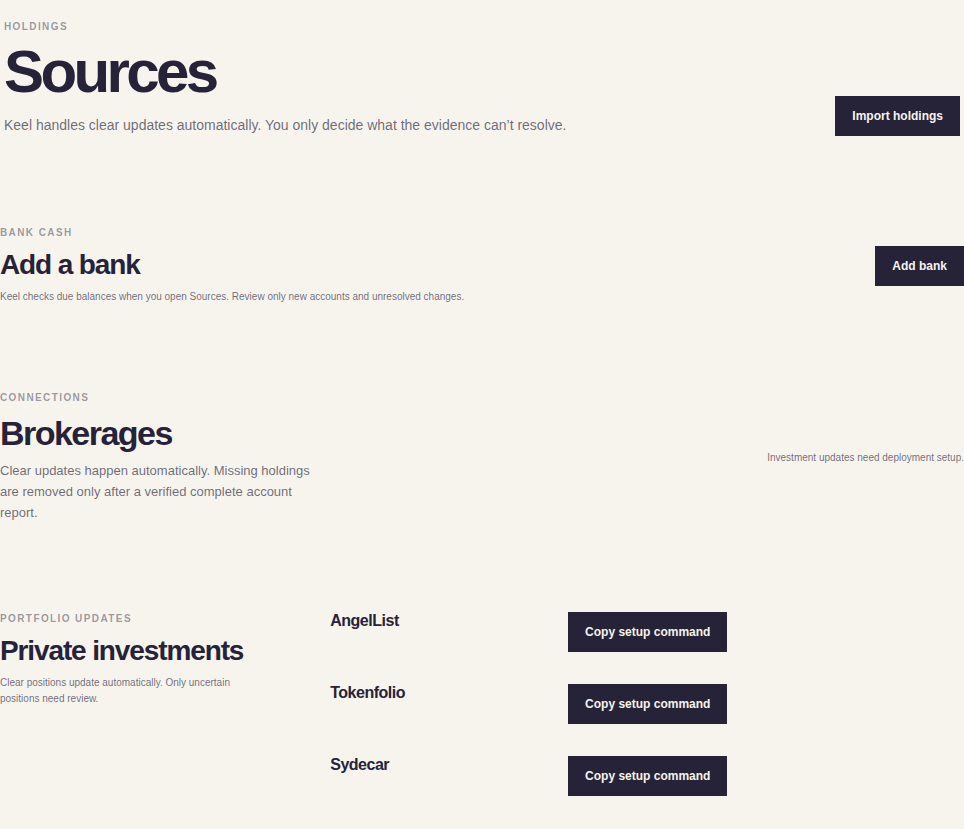 HOLDINGS
Sources
Keel handles clear updates automatically. You only decide what the evidence can’t resolve.
Import holdings
BANK CASH
Add a bank
Keel checks due balances when you open Sources. Review only new accounts and unresolved changes.
Add bank
CONNECTIONS
Brokerages
Clear updates happen automatically. Missing holdings
are removed only after a verified complete account
report.
Investment updates need deployment setup.
PORTFOLIO UPDATES
Private investments
Clear positions update automatically. Only uncertain
positions need review.
AngelList
Copy setup command
Tokenfolio
Copy setup command
Sydecar
Copy setup command